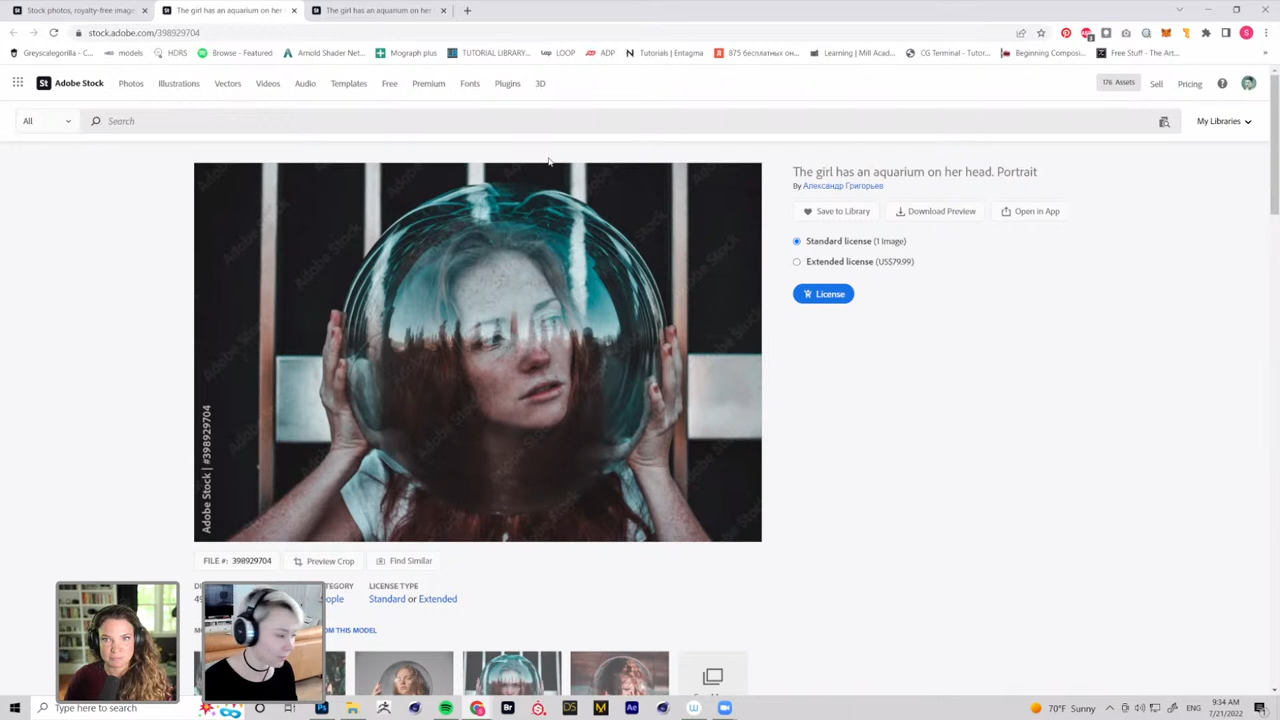 Stock photos, royalty-free image
The girl has an aquarium on her
The girl has an aquarium on her
stock.adobe.com/398929704
Greyscalegorilla - C...
models
HDRS
Spotify - Featured
Arnold Shader Net...
Mograph plus
TUTORIAL LIBRARY...
LOOP
ADP
Tutorials | Entagma
875 бесплатных он...
Learning | Mill Acad...
CG Terminal - Tutor...
Beginning Composi...
Free Stuff - The Art...
»
St Adobe Stock
Photos
Illustrations
Vectors
Videos
Audio
Templates
Free
Premium
Fonts
Plugins
3D
176 Assets
Sell
Pricing
All
Search
My Libraries
The girl has an aquarium on her head. Portrait
By Александр Григорьев
Save to Library
Download Preview
Open in App
Standard license (1 Image)
Extended license (US$79.99)
License
Adobe Stock | #398929704
FILE #: 398929704
Preview Crop
Find Similar
LICENSE TYPE
Standard or Extended
OM THIS MODEL
Type here to search
70°F Sunny
ENG
9:34 AM
7/21/2022